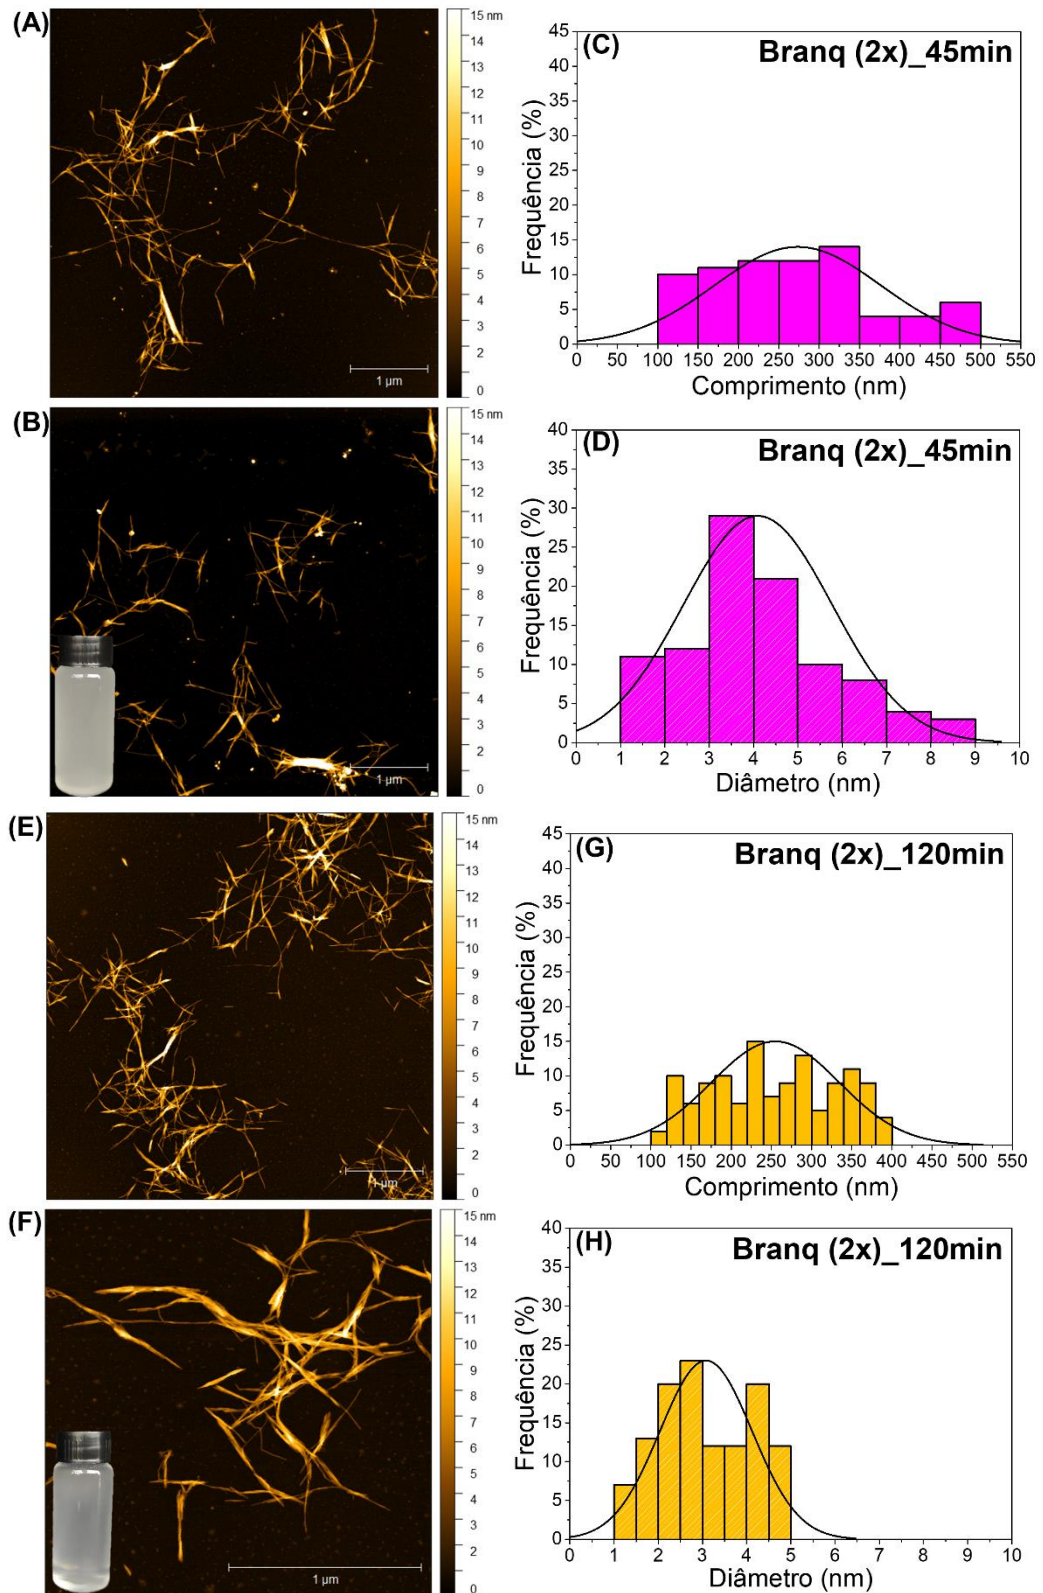 (A)
15 nm
14
13
12
11
10
9
8
7
6
5
4
3
2
0
1 µm
(C)
Branq (2x)_45min
Frequência (%)
45
40
35
30
25
20
15
10
5
0
0 50 100 150 200 250 300 350 400 450 500 550
Comprimento (nm)
(B)
15 nm
14
13
12
11
10
9
8
7
6
5
4
3
2
0
1 µm
(D)
Branq (2x)_45min
Frequência (%)
40
35
30
25
20
15
10
5
0
0 1 2 3 4 5 6 7 8 9 10
Diâmetro (nm)
(E)
15 nm
14
13
12
11
10
9
8
7
6
5
4
3
2
0
1 µm
(G)
Branq (2x)_120min
Frequência (%)
45
40
35
30
25
20
15
10
5
0
0 50 100 150 200 250 300 350 400 450 500 550
Comprimento (nm)
(F)
15 nm
14
13
12
11
10
9
8
7
6
5
4
3
2
0
1 µm
(H)
Branq (2x)_120min
Frequência (%)
40
35
30
25
20
15
10
5
0
0 1 2 3 4 5 6 7 8 9 10
Diâmetro (nm)